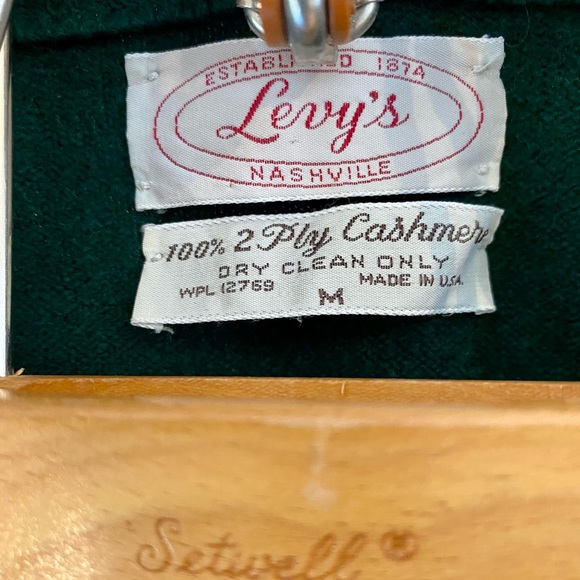 ESTABLISHED 1874
Levy's
NASHVILLE
100% 2 Ply Cashmere
DRY CLEAN ONLY
WPL 12769 MADE IN U.S.A.
M
Setwell®